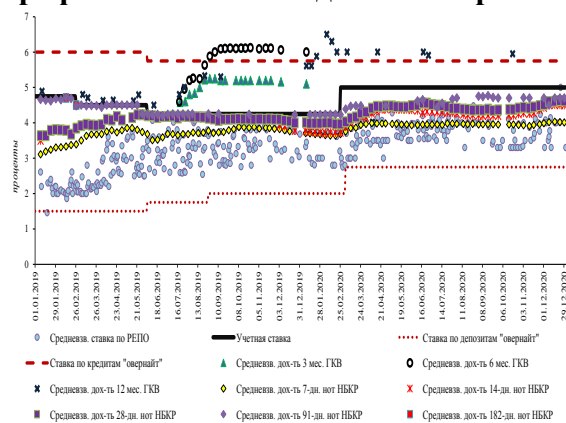 7
6
5
4
3
2
1
0
проценты
01.01.2019
29.01.2019
26.02.2019
26.03.2019
23.04.2019
21.05.2019
18.06.2019
16.07.2019
13.08.2019
10.09.2019
08.10.2019
05.11.2019
03.12.2019
31.12.2019
28.01.2020
25.02.2020
24.03.2020
21.04.2020
19.05.2020
16.06.2020
14.07.2020
11.08.2020
08.09.2020
06.10.2020
03.11.2020
01.12.2020
29.12.2020
Средневзв. ставка по РЕПО
Учетная ставка
Ставка по депозитам "овернайт"
Ставка по кредитам "овернайт"
Средневзв. дох-ть 3 мес. ГКВ
Средневзв. дох-ть 6 мес. ГКВ
Средневзв. дох-ть 12 мес. ГКВ
Средневзв. дох-ть 7-дн. нот НБКР
Средневзв. дох-ть 14-дн. нот НБКР
Средневзв. дох-ть 28-дн. нот НБКР
Средневзв. дох-ть 91-дн. нот НБКР
Средневзв. дох-ть 182-дн. нот НБКР